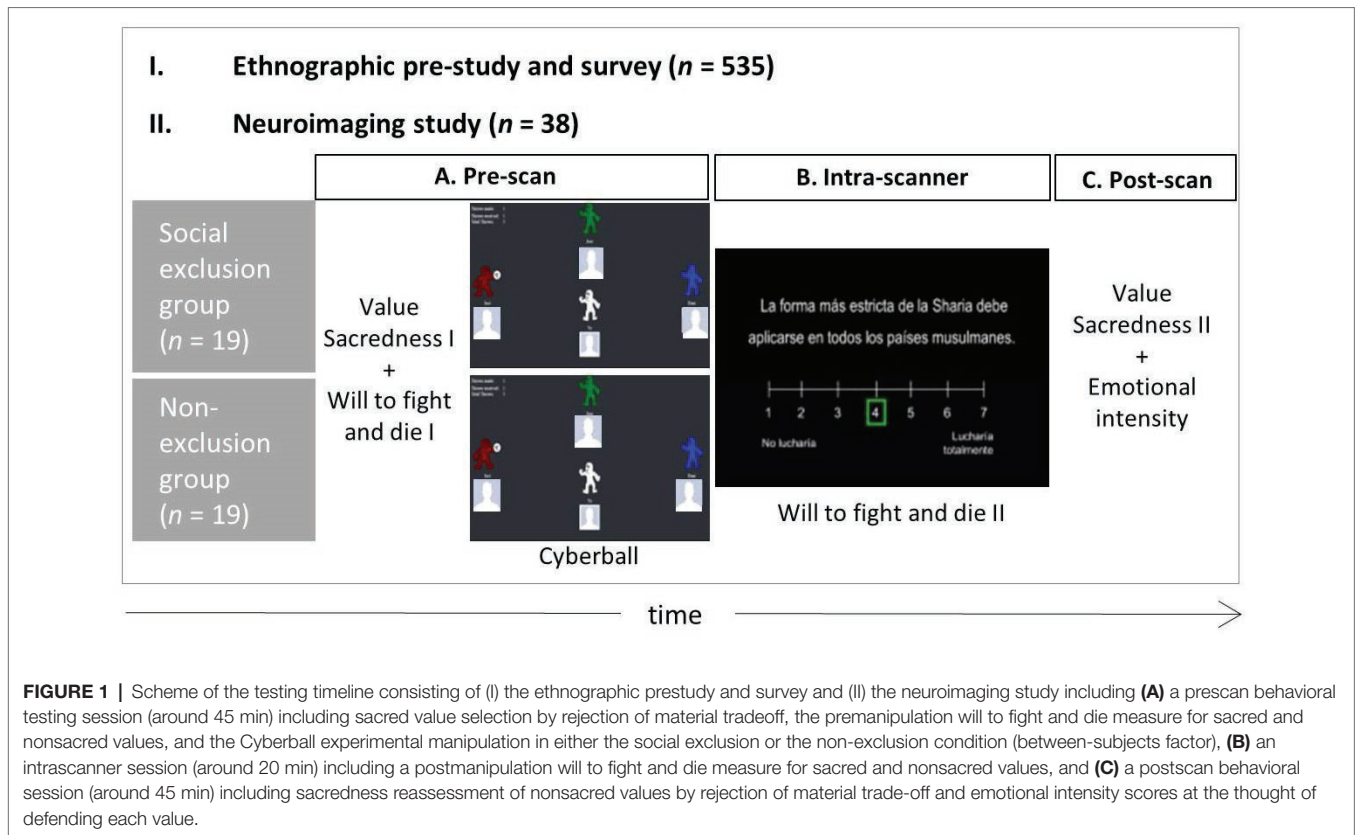 I. Ethnographic pre-study and survey (n = 535)
II. Neuroimaging study (n = 38)
A. Pre-scan
B. Intra-scanner
C. Post-scan
Social
exclusion
group
(n = 19)
Non-
exclusion
group
(n = 19)
Value
Sacredness I
+
Will to fight
and die I
Cyberball
La forma más estricta de la Sharia debe
aplicarse en todos los países musulmanes.
1 2 3 4 5 6 7
No lucharía
Lucharía
totalmente
Will to fight and die II
Value
Sacredness II
+
Emotional
intensity
time
FIGURE 1 | Scheme of the testing timeline consisting of (I) the ethnographic prestudy and survey and (II) the neuroimaging study including (A) a prescan behavioral
testing session (around 45 min) including sacred value selection by rejection of material tradeoff, the premanipulation will to fight and die measure for sacred and
nonsacred values, and the Cyberball experimental manipulation in either the social exclusion or the non-exclusion condition (between-subjects factor), (B) an
intrascanner session (around 20 min) including a postmanipulation will to fight and die measure for sacred and nonsacred values, and (C) a postscan behavioral
session (around 45 min) including sacredness reassessment of nonsacred values by rejection of material trade-off and emotional intensity scores at the thought of
defending each value.